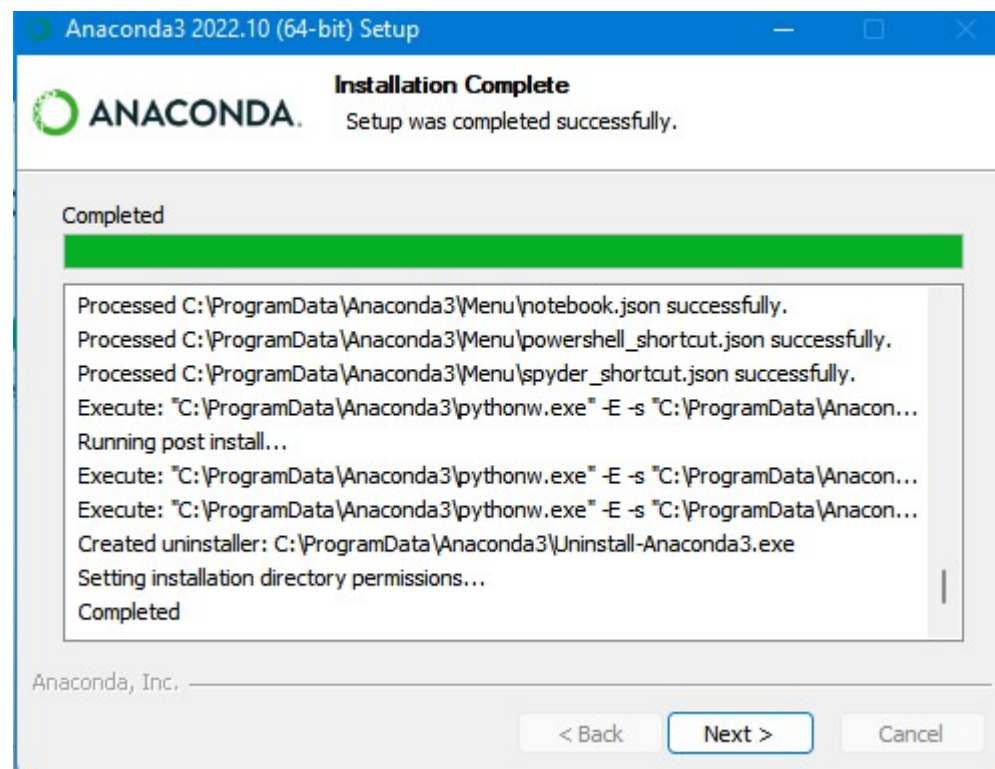 Anaconda3 2022.10 (64-bit) Setup
ANACONDA.
Installation Complete
Setup was completed successfully.
Completed
Processed C:\ProgramData\Anaconda3\Menu\notebook.json successfully.
Processed C:\ProgramData\Anaconda3\Menu\powershell_shortcut.json successfully.
Processed C:\ProgramData\Anaconda3\Menu\spyder_shortcut.json successfully.
Execute: "C:\ProgramData\Anaconda3\pythonw.exe" -E -s "C:\ProgramData\Anacon...
Running post install...
Execute: "C:\ProgramData\Anaconda3\pythonw.exe" -E -s "C:\ProgramData\Anacon...
Execute: "C:\ProgramData\Anaconda3\pythonw.exe" -E -s "C:\ProgramData\Anacon...
Created uninstaller: C:\ProgramData\Anaconda3\Uninstall-Anaconda3.exe
Setting installation directory permissions...
Completed
Anaconda, Inc.
< Back Next > Cancel